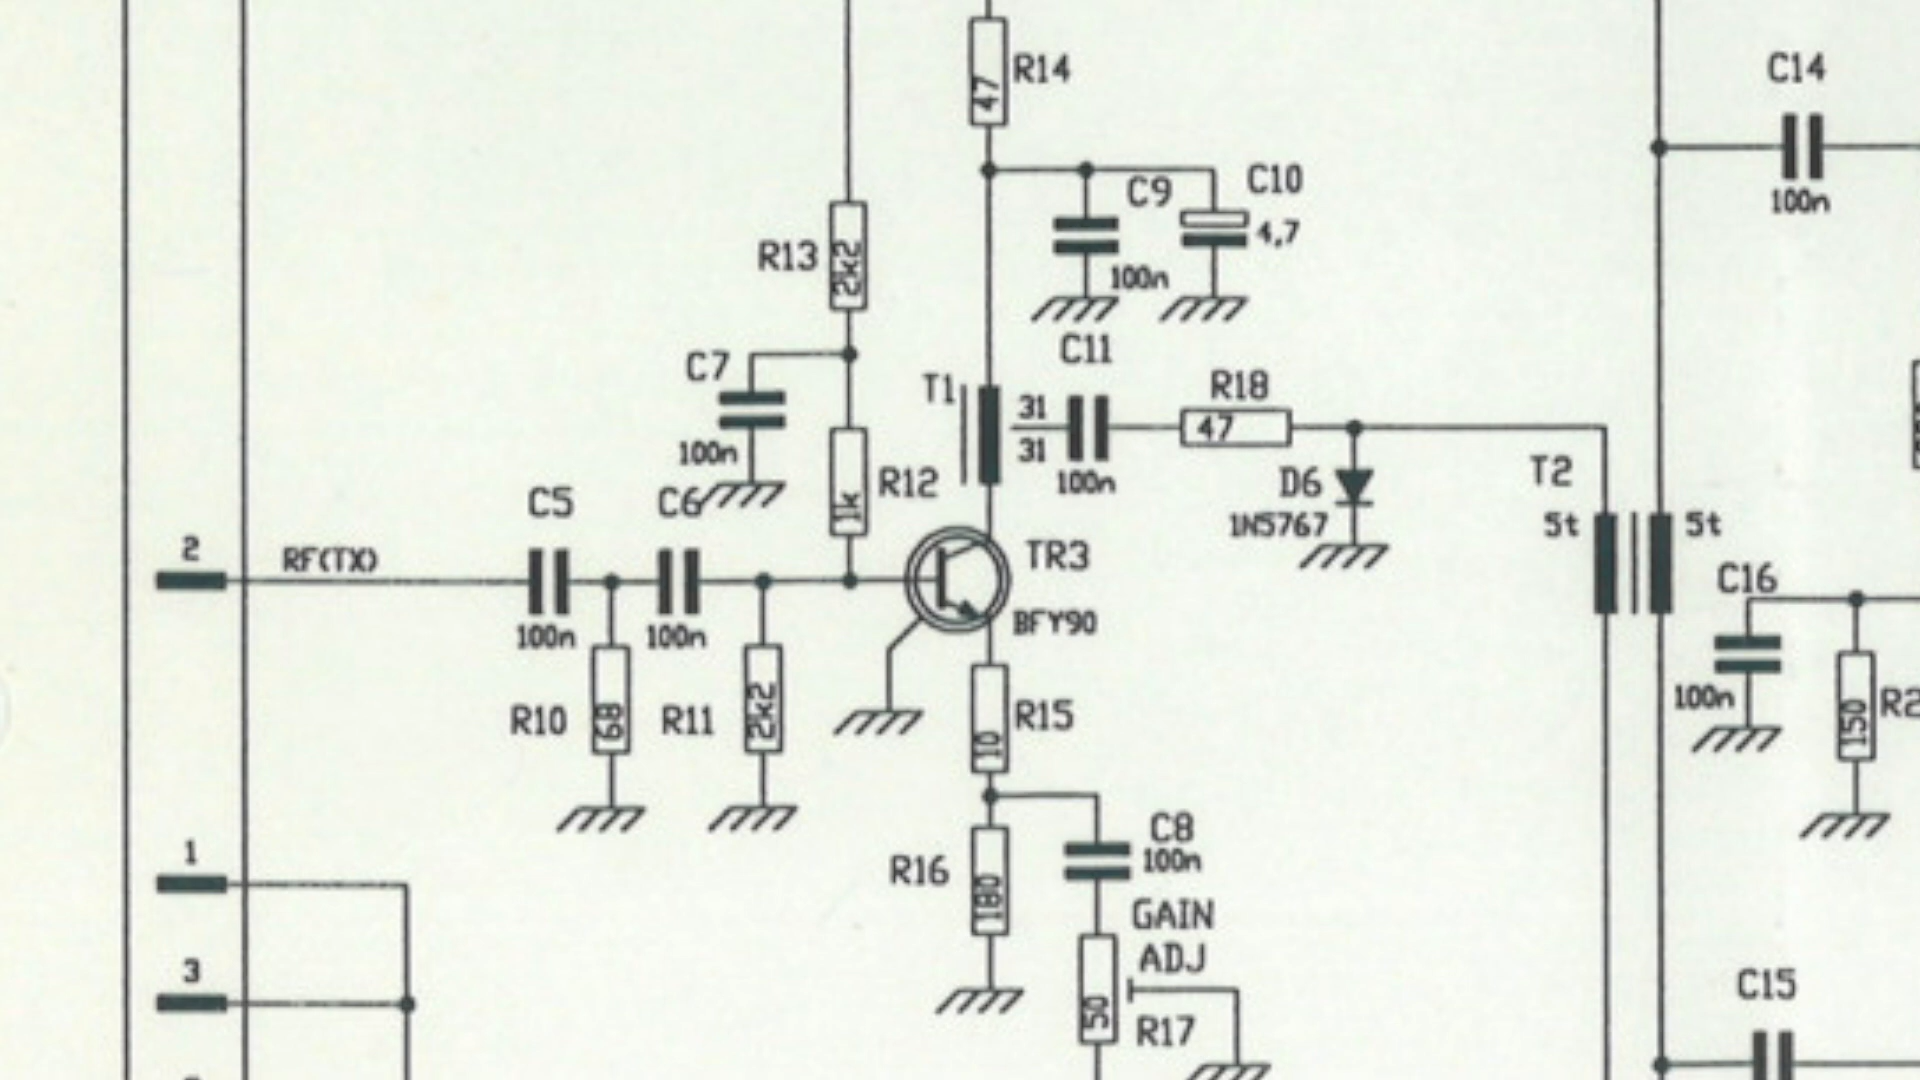 R14
47
C14
100n
C9
C10
4,7
100n
R13
2k2
C7
100n
T1
31
31
C11
100n
R18
47
D6
1N5767
T2
5t
5t
R12
1k
C5
C6
2
RF(TX)
100n
100n
TR3
BFY90
C16
100n
R10
68
R11
2k2
R15
10
150
R2
1
R16
180
C8
100n
GAIN
ADJ
50
R17
3
C15